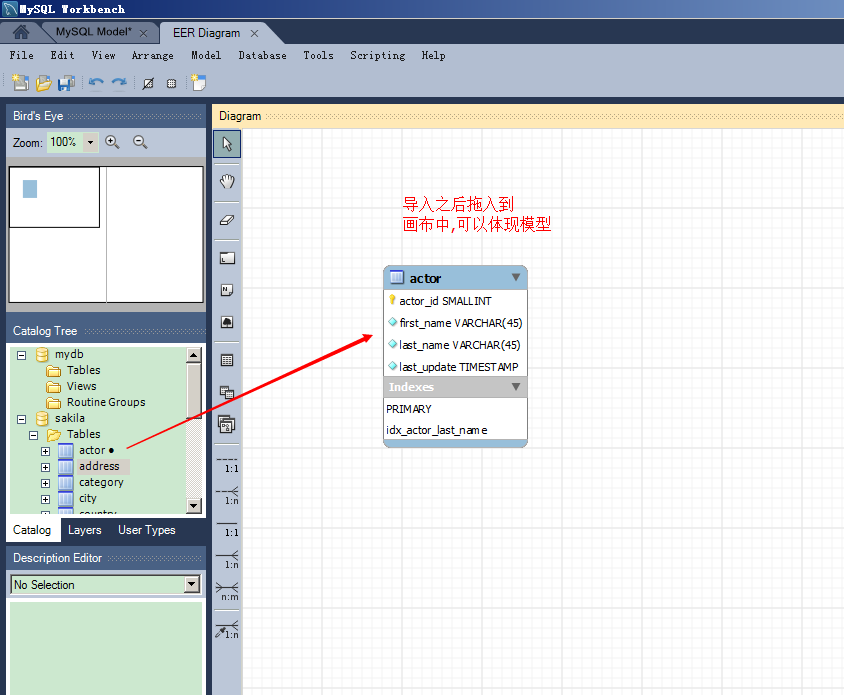 MySQL Workbench
MySQL Model*
EER Diagram
File Edit View Arrange Model Database Tools Scripting Help
Bird's Eye
Zoom: 100%
Diagram
导入之后拖入到
画布中,可以体现模型
actor
actor_id SMALLINT
first_name VARCHAR(45)
last_name VARCHAR(45)
last_update TIMESTAMP
Indexes
PRIMARY
idx_actor_last_name
Catalog Tree
mydb
Tables
Views
Routine Groups
sakila
Tables
actor ●
address
category
city
country
Catalog Layers User Types
Description Editor
No Selection
1:1
1:n
1:1
1:n
n:m
1:n